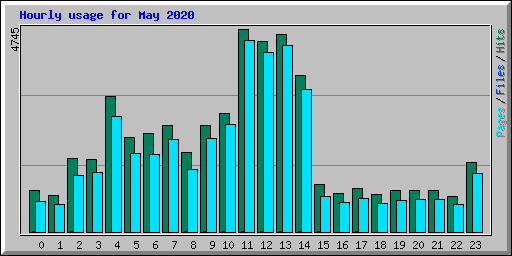 Hourly usage for May 2020
4745
Pages / Files / Hits
0 1 2 3 4 5 6 7 8 9 10 11 12 13 14 15 16 17 18 19 20 21 22 23